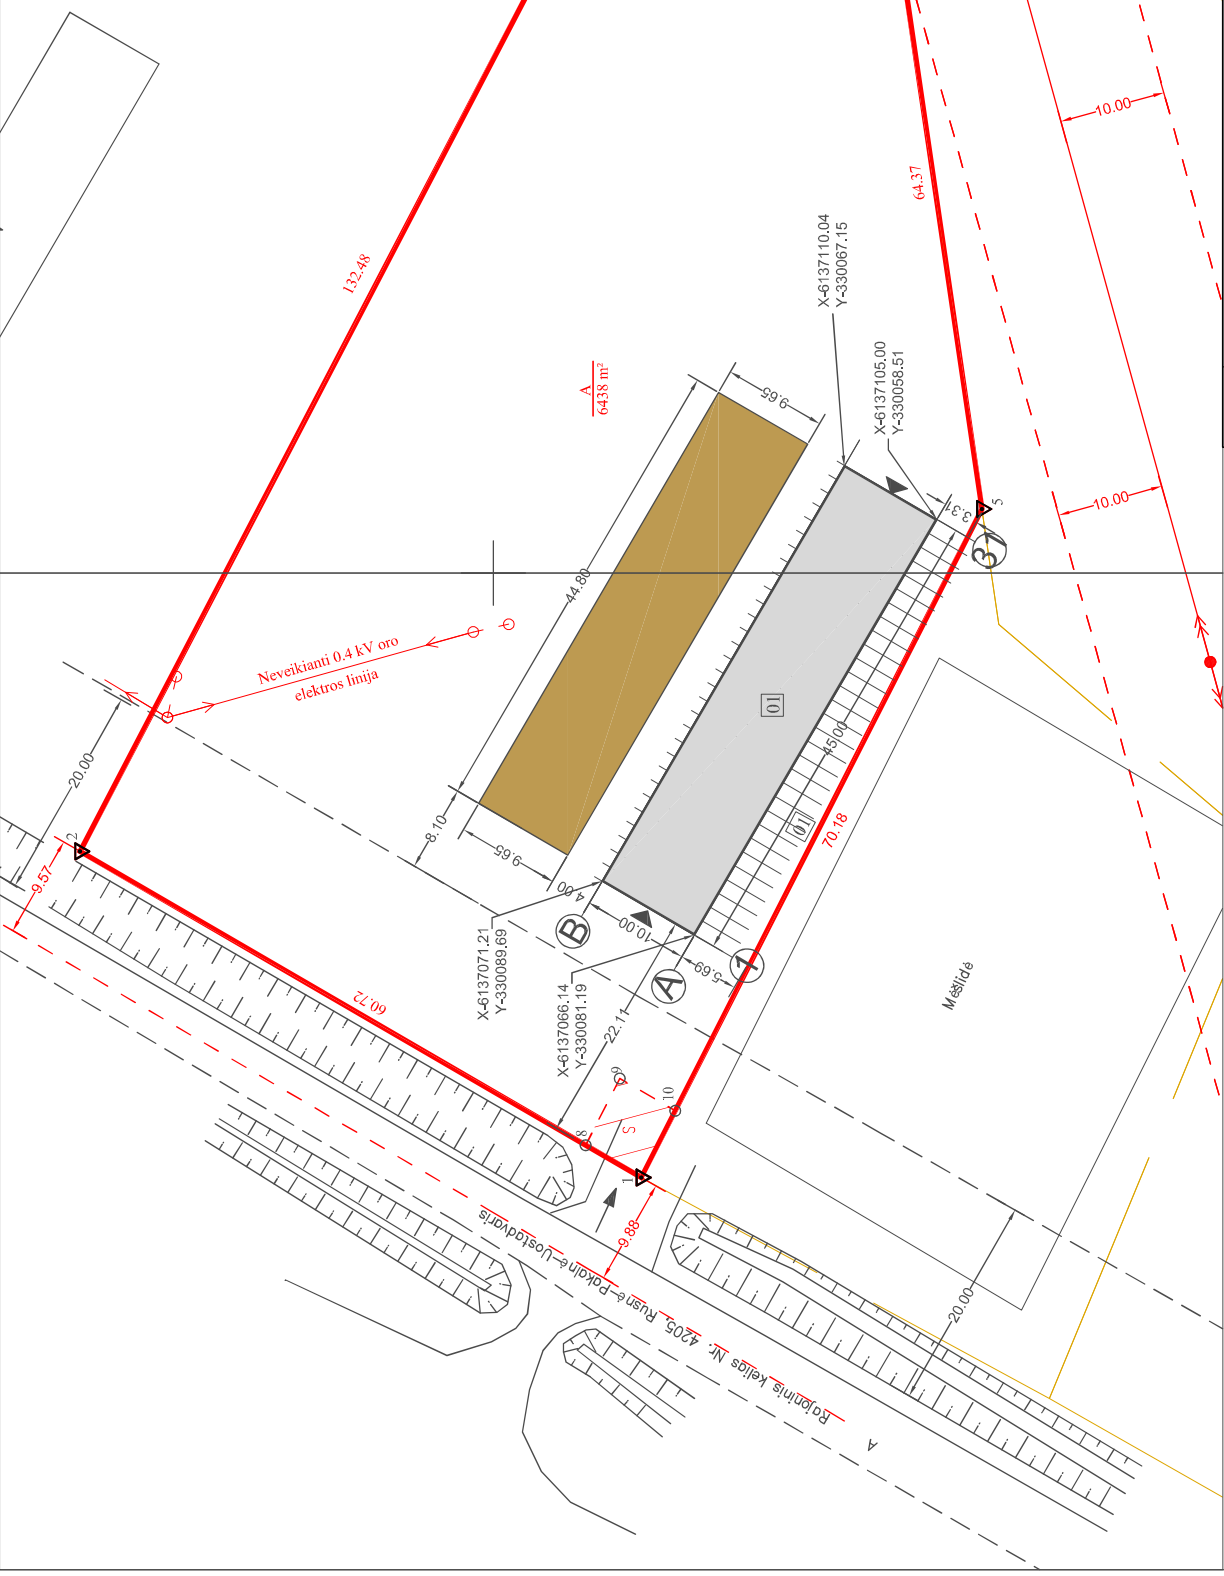 132.48
64.37
10.00
X-6137110.04
Y-330067.15
A
6438 m²
9.65
X-6137105.00
Y-330058.51
10.00
3.31
5
31
44.80
Neveikianti 0.4 kV oro
elektros linija
20.00
2
9.57
8.10
9.65
4.00
01
45.00
01
70.18
B
10.00
X-6137071.21
Y-330089.69
A
5.69
1
X-6137066.14
Y-330081.19
22.11
60.72
Mėšlidė
9
10
8
S
1
9.88
Rajoninis kelias Nr. 4205, Rusnė-Pakalnė-Uostadvaris
20.00
A